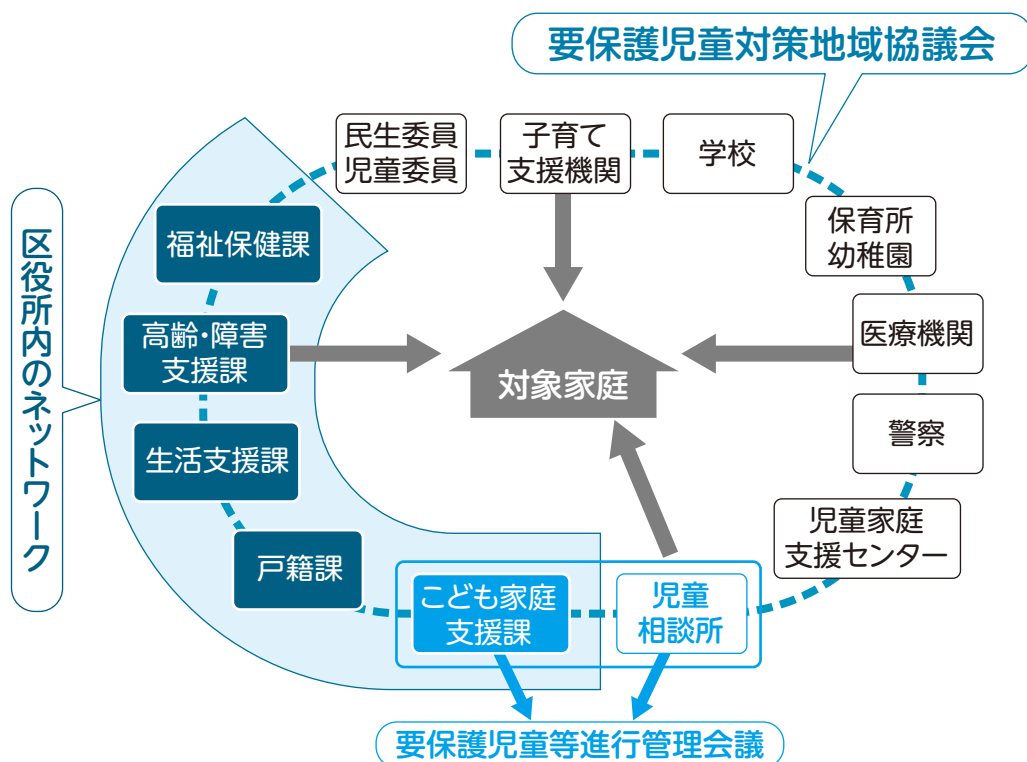 要保護児童対策地域協議会
民生委員
児童委員
子育て
支援機関
学校
保育所
幼稚園
医療機関
警察
児童家庭
支援センター
児童
相談所
こども家庭
支援課
戸籍課
生活支援課
高齢・障害
支援課
福祉保健課
区役所内のネットワーク
対象家庭
要保護児童等進行管理会議